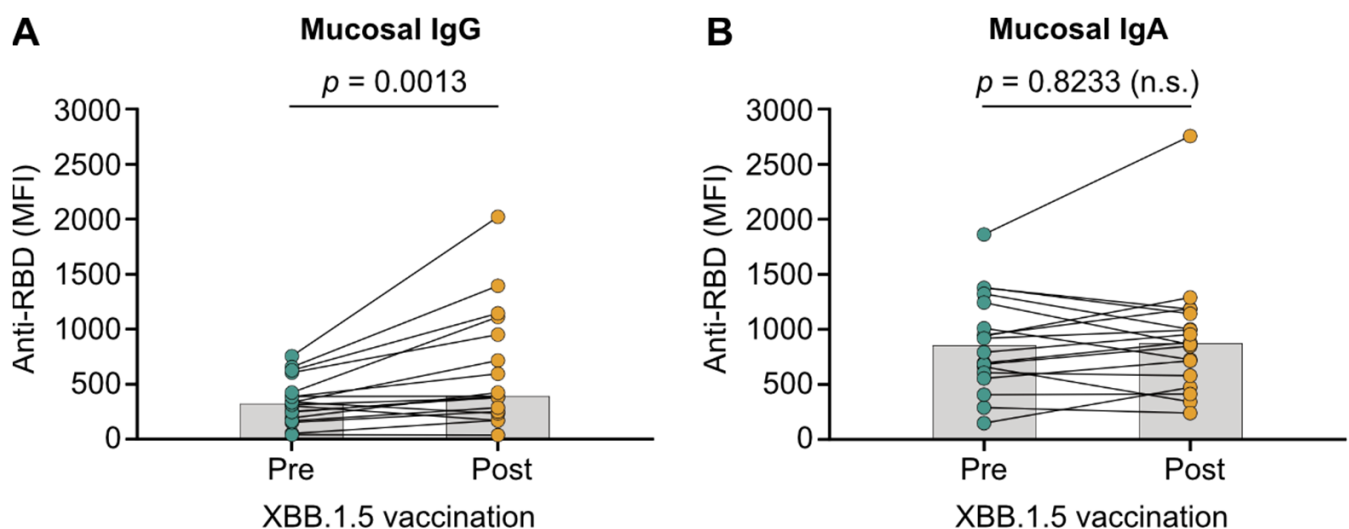 A
Mucosal IgG
p = 0.0013
3000
2500
2000
1500
1000
500
0
Anti-RBD (MFI)
Pre
Post
XBB.1.5 vaccination
B
Mucosal IgA
p = 0.8233 (n.s.)
3000
2500
2000
1500
1000
500
0
Anti-RBD (MFI)
Pre
Post
XBB.1.5 vaccination